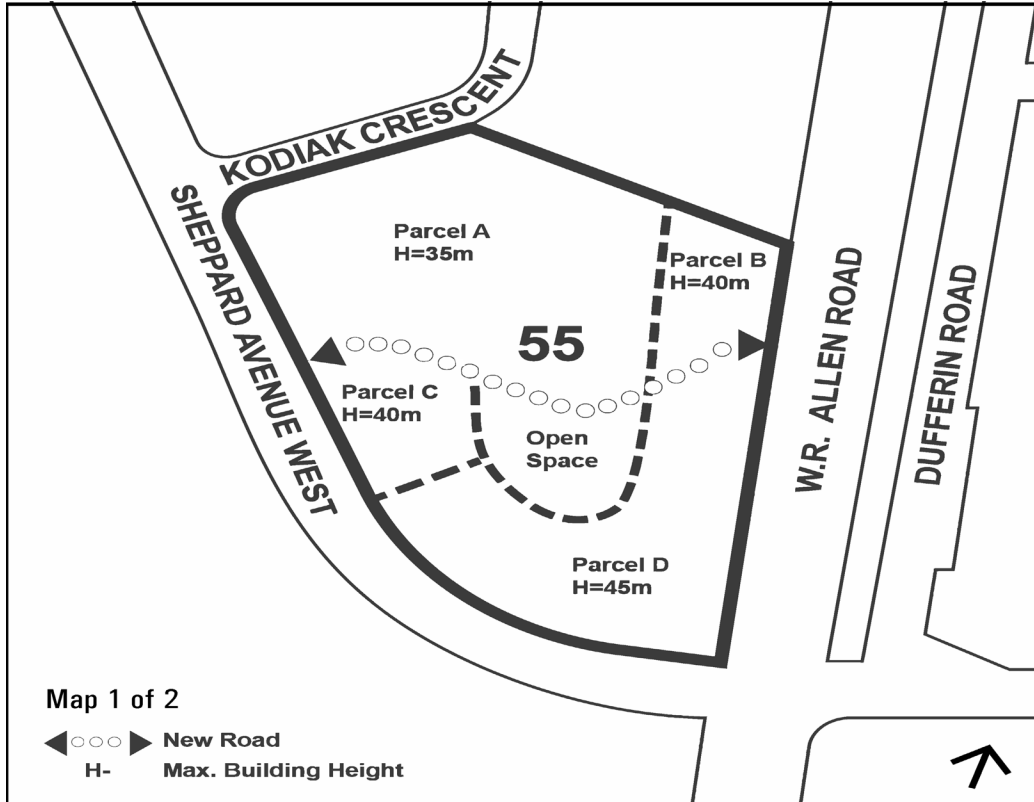 KODIAK CRESCENT
SHEPPARD AVENUE WEST
Parcel A
H=35m
Parcel B
H=40m
55
Parcel C
H=40m
Open
Space
Parcel D
H=45m
W.R. ALLEN ROAD
DUFFERIN ROAD
Map 1 of 2
New Road
H- Max. Building Height